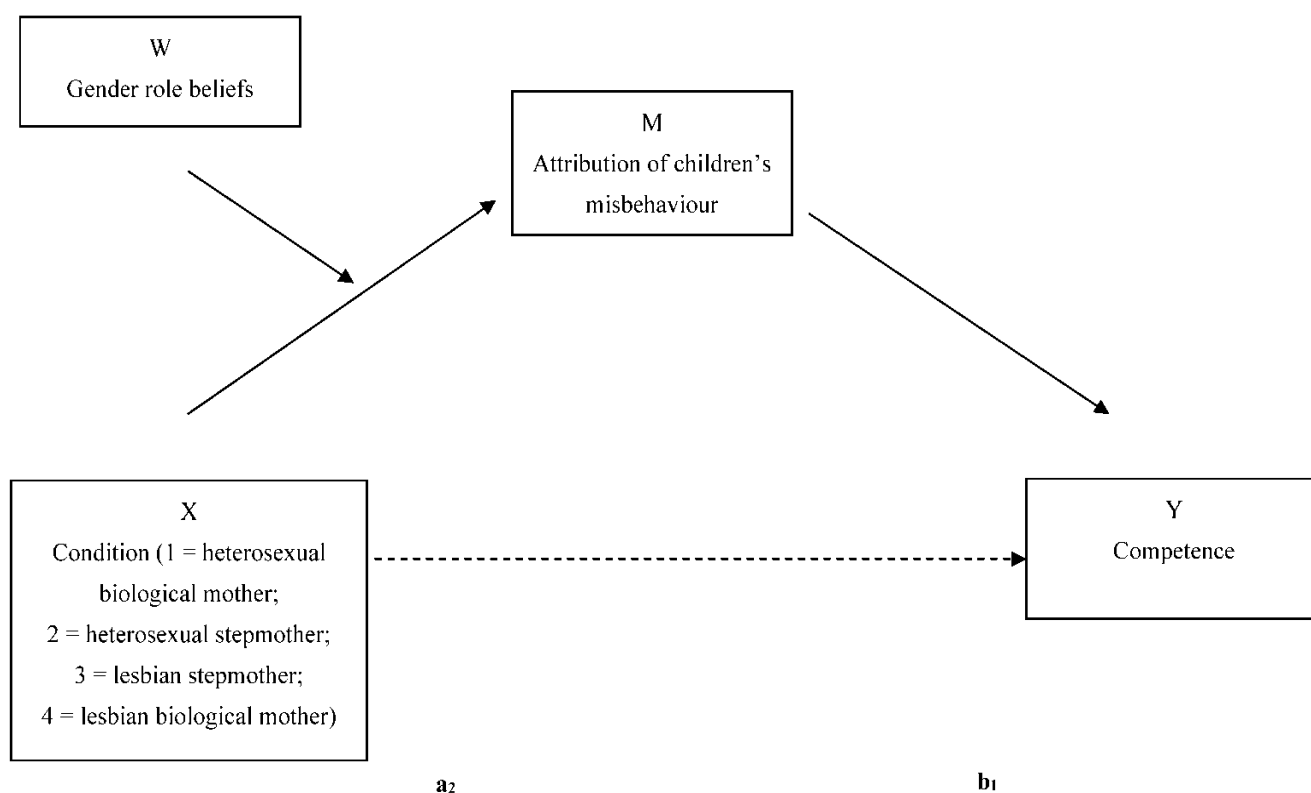 W
Gender role beliefs
M
Attribution of children’s
misbehaviour
X
Condition (1 = heterosexual
biological mother;
2 = heterosexual stepmother;
3 = lesbian stepmother;
4 = lesbian biological mother)
Y
Competence
a₂
b₁